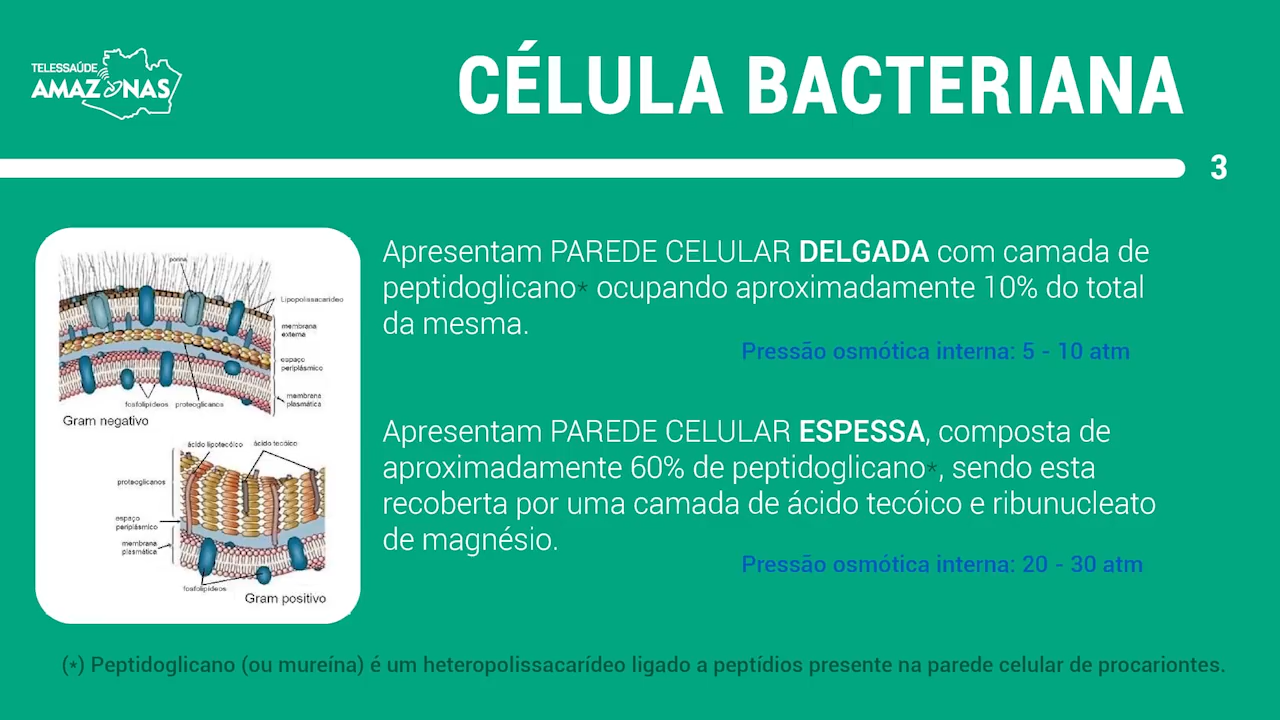 TELESSAÚDE
AMAZONAS
CÉLULA BACTERIANA
3
porina
Lipopolissacarídeo
membrana
externa
espaço
periplásmico
membrana
plasmática
fosfolipídeos
proteoglicanos
Gram negativo
ácido lipotecóico
ácido tecóico
proteoglicanos
espaço
periplásmico
membrana
plasmática
fosfolipídeos
Gram positivo
Apresentam PAREDE CELULAR DELGADA com camada de
peptidoglicano* ocupando aproximadamente 10% do total
da mesma.
Pressão osmótica interna: 5 - 10 atm
Apresentam PAREDE CELULAR ESPESSA, composta de
aproximadamente 60% de peptidoglicano*, sendo esta
recoberta por uma camada de ácido tecóico e ribunucleato
de magnésio.
Pressão osmótica interna: 20 - 30 atm
(*) Peptidoglicano (ou mureína) é um heteropolissacarídeo ligado a peptídios presente na parede celular de procariontes.